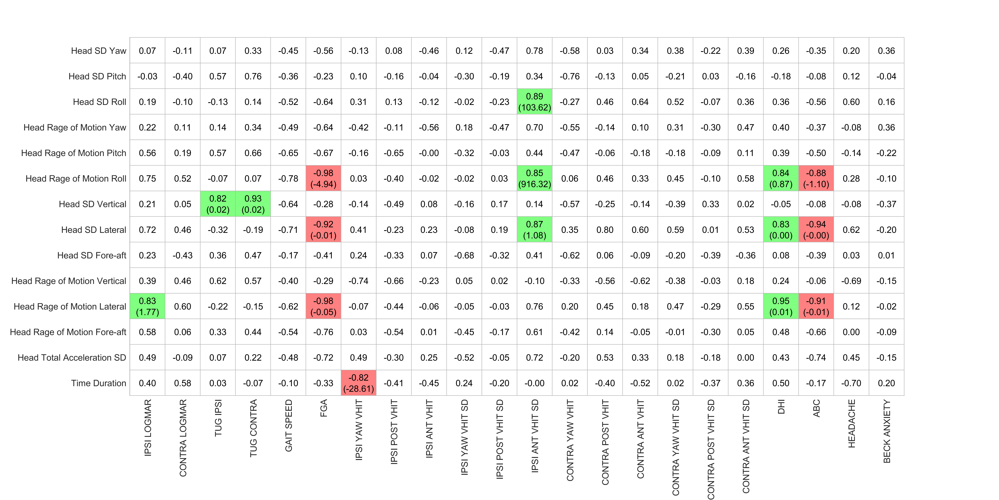 Head SD Yaw 0.07 -0.11 0.07 0.33 -0.45 -0.56 -0.13 0.08 -0.46 0.12 -0.47 0.78 -0.58 0.03 0.34 0.38 -0.22 0.39 0.26 -0.35 0.20 0.36
Head SD Pitch -0.03 -0.40 0.57 0.76 -0.36 -0.23 0.10 -0.16 -0.04 -0.30 -0.19 0.34 -0.76 -0.13 0.05 -0.21 0.03 -0.16 -0.18 -0.08 0.12 -0.04
Head SD Roll 0.19 -0.10 -0.13 0.14 -0.52 -0.64 0.31 0.13 -0.12 -0.02 -0.23 0.89 (103.62) -0.27 0.46 0.64 0.52 -0.07 0.36 0.36 -0.56 0.60 0.16
Head Rage of Motion Yaw 0.22 0.11 0.14 0.34 -0.49 -0.64 -0.42 -0.11 -0.56 0.18 -0.47 0.70 -0.55 -0.14 0.10 0.31 -0.30 0.47 0.40 -0.37 -0.08 0.36
Head Rage of Motion Pitch 0.56 0.19 0.57 0.66 -0.65 -0.67 -0.16 -0.65 -0.00 -0.32 -0.03 0.44 -0.47 -0.06 -0.18 -0.18 -0.09 0.11 0.39 -0.50 -0.14 -0.22
Head Rage of Motion Roll 0.75 0.52 -0.07 0.07 -0.78 -0.98 (-4.94) 0.03 -0.40 -0.02 -0.02 0.03 0.85 (916.32) 0.06 0.46 0.33 0.45 -0.10 0.58 0.84 (0.87) -0.88 (-1.10) 0.28 -0.10
Head SD Vertical 0.21 0.05 0.82 (0.02) 0.93 (0.02) -0.64 -0.28 -0.14 -0.49 0.08 -0.16 0.17 0.14 -0.57 -0.25 -0.14 -0.39 0.33 0.02 -0.05 -0.08 -0.08 -0.37
Head SD Lateral 0.72 0.46 -0.32 -0.19 -0.71 -0.92 (-0.01) 0.41 -0.23 0.23 -0.08 0.19 0.87 (1.08) 0.35 0.80 0.60 0.59 0.01 0.53 0.83 (0.00) -0.94 (-0.00) 0.62 -0.20
Head SD Fore-aft 0.23 -0.43 0.36 0.47 -0.17 -0.41 0.24 -0.33 0.07 -0.68 -0.32 0.41 -0.62 0.06 -0.09 -0.20 -0.39 -0.36 0.08 -0.39 0.03 0.01
Head Rage of Motion Vertical 0.39 0.46 0.62 0.57 -0.40 -0.29 -0.74 -0.66 -0.23 0.05 0.02 -0.10 -0.33 -0.56 -0.62 -0.38 -0.03 0.18 0.24 -0.06 -0.69 -0.15
Head Rage of Motion Lateral 0.83 (1.77) 0.60 -0.22 -0.15 -0.62 -0.98 (-0.05) -0.07 -0.44 -0.06 -0.05 -0.03 0.76 0.20 0.45 0.18 0.47 -0.29 0.55 0.95 (0.01) -0.91 (-0.01) 0.12 -0.02
Head Rage of Motion Fore-aft 0.58 0.06 0.33 0.44 -0.54 -0.76 0.03 -0.54 0.01 -0.45 -0.17 0.61 -0.42 0.14 -0.05 -0.01 -0.30 0.05 0.48 -0.66 0.00 -0.09
Head Total Acceleration SD 0.49 -0.09 0.07 0.22 -0.48 -0.72 0.49 -0.30 0.25 -0.52 -0.05 0.72 -0.20 0.53 0.33 0.18 -0.18 0.00 0.43 -0.74 0.45 -0.15
Time Duration 0.40 0.58 0.03 -0.07 -0.10 -0.33 -0.82 (-28.61) -0.41 -0.45 0.24 -0.20 -0.00 0.02 -0.40 -0.52 0.02 -0.37 0.36 0.50 -0.17 -0.70 0.20
IPSI LOGMAR
CONTRA LOGMAR
TUG IPSI
TUG CONTRA
GAIT SPEED
FGA
IPSI YAW VHIT
IPSI POST VHIT
IPSI ANT VHIT
IPSI YAW VHIT SD
IPSI POST VHIT SD
IPSI ANT VHIT SD
CONTRA YAW VHIT
CONTRA POST VHIT
CONTRA ANT VHIT
CONTRA YAW VHIT SD
CONTRA POST VHIT SD
CONTRA ANT VHIT SD
DHI
ABC
HEADACHE
BECK ANXIETY